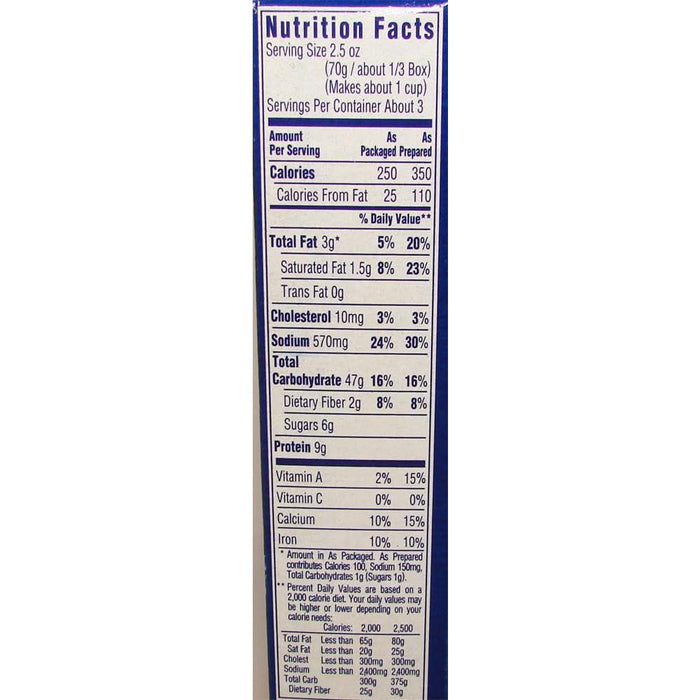 Nutrition Facts
Serving Size 2.5 oz
(70g / about 1/3 Box)
(Makes about 1 cup)
Servings Per Container About 3
Amount As As
Per Serving Packaged Prepared
Calories 250 350
Calories From Fat 25 110
% Daily Value**
Total Fat 3g* 5% 20%
Saturated Fat 1.5g 8% 23%
Trans Fat 0g
Cholesterol 10mg 3% 3%
Sodium 570mg 24% 30%
Total
Carbohydrate 47g 16% 16%
Dietary Fiber 2g 8% 8%
Sugars 6g
Protein 9g
Vitamin A 2% 15%
Vitamin C 0% 0%
Calcium 10% 15%
Iron 10% 10%
* Amount in As Packaged. As Prepared
contributes Calories 100, Sodium 150mg,
Total Carbohydrates 1g (Sugars 1g).
** Percent Daily Values are based on a
2,000 calorie diet. Your daily values may
be higher or lower depending on your
calorie needs:
Calories: 2,000 2,500
Total Fat Less than 65g 80g
Sat Fat Less than 20g 25g
Cholest Less than 300mg 300mg
Sodium Less than 2,400mg 2,400mg
Total Carb 300g 375g
Dietary Fiber 25g 30g